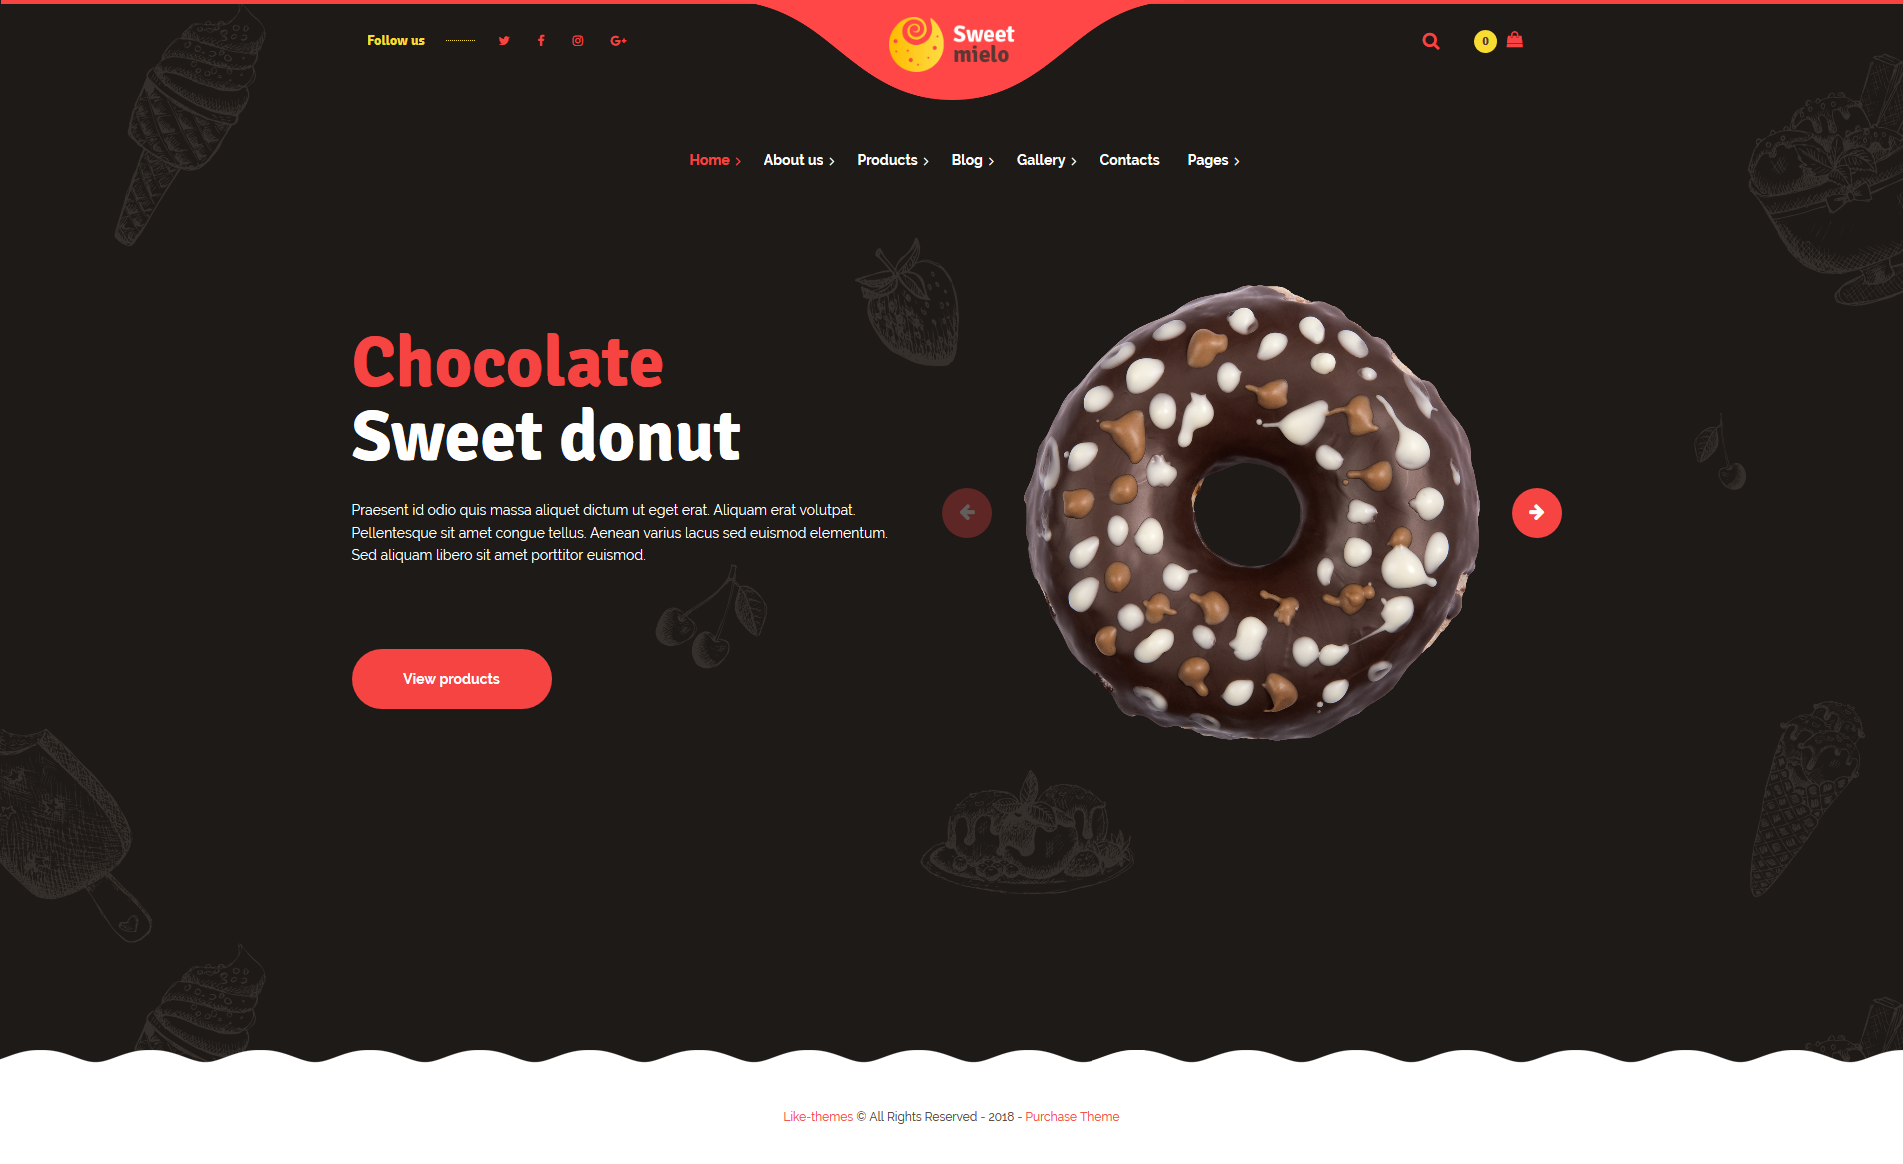 Follow us
Sweet
mielo
0
Home
About us
Products
Blog
Gallery
Contacts
Pages
Chocolate
Sweet donut
Praesent id odio quis massa aliquet dictum ut eget erat. Aliquam erat volutpat.
Pellentesque sit amet congue tellus. Aenean varius lacus sed euismod elementum.
Sed aliquam libero sit amet porttitor euismod.
View products
Like-themes © All Rights Reserved - 2018 - Purchase Theme